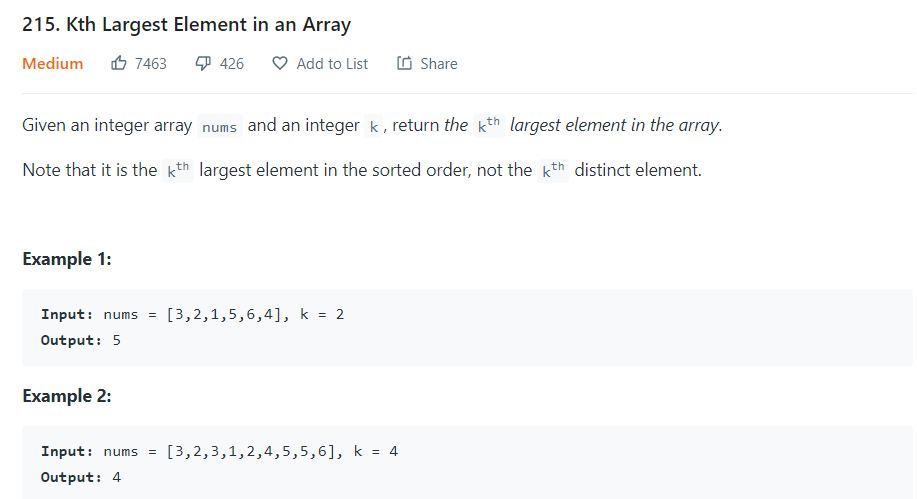 215. Kth Largest Element in an Array
Medium 7463 426 Add to List Share
Given an integer array nums and an integer k, return the kth largest element in the array.
Note that it is the kth largest element in the sorted order, not the kth distinct element.
Example 1:
Input: nums = [3,2,1,5,6,4], k = 2
Output: 5
Example 2:
Input: nums = [3,2,3,1,2,4,5,5,6], k = 4
Output: 4